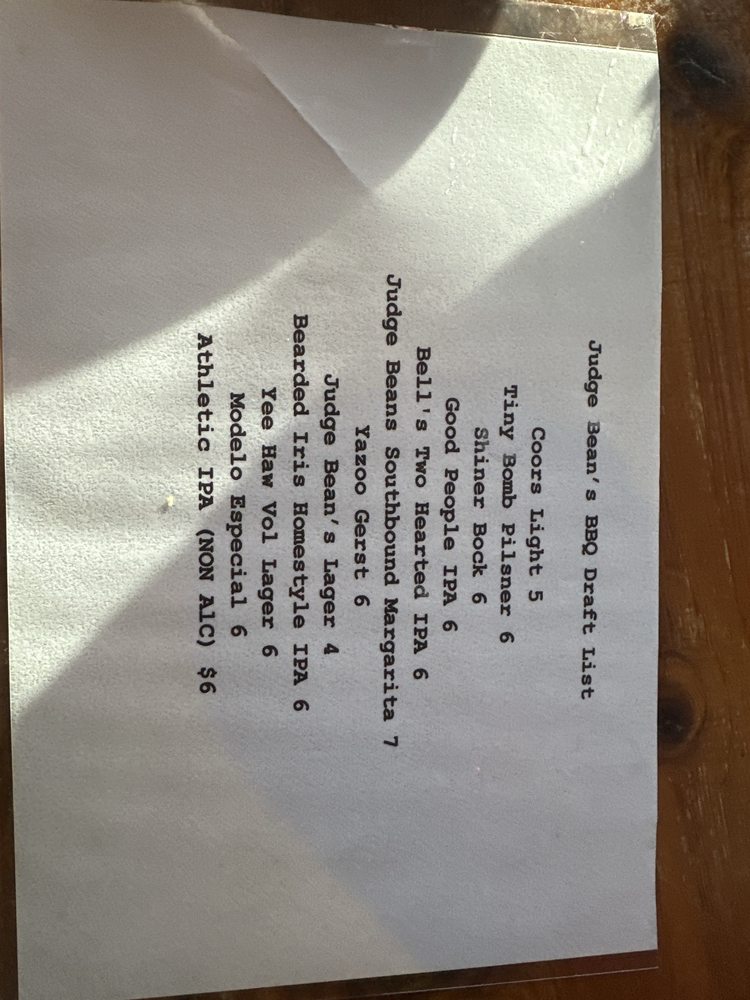 Judge Bean's BBQ Draft List
Coors Light 5
Tiny Bomb Pilsner 6
Shiner Bock 6
Good People IPA 6
Bell's Two Hearted IPA 6
Judge Beans Southbound Margarita 7
Yazoo Gerst 6
Judge Bean's Lager 4
Bearded Iris Homestyle IPA 6
Yee Haw Vol Lager 6
Modelo Especial 6
Athletic IPA (NON AlC) $6